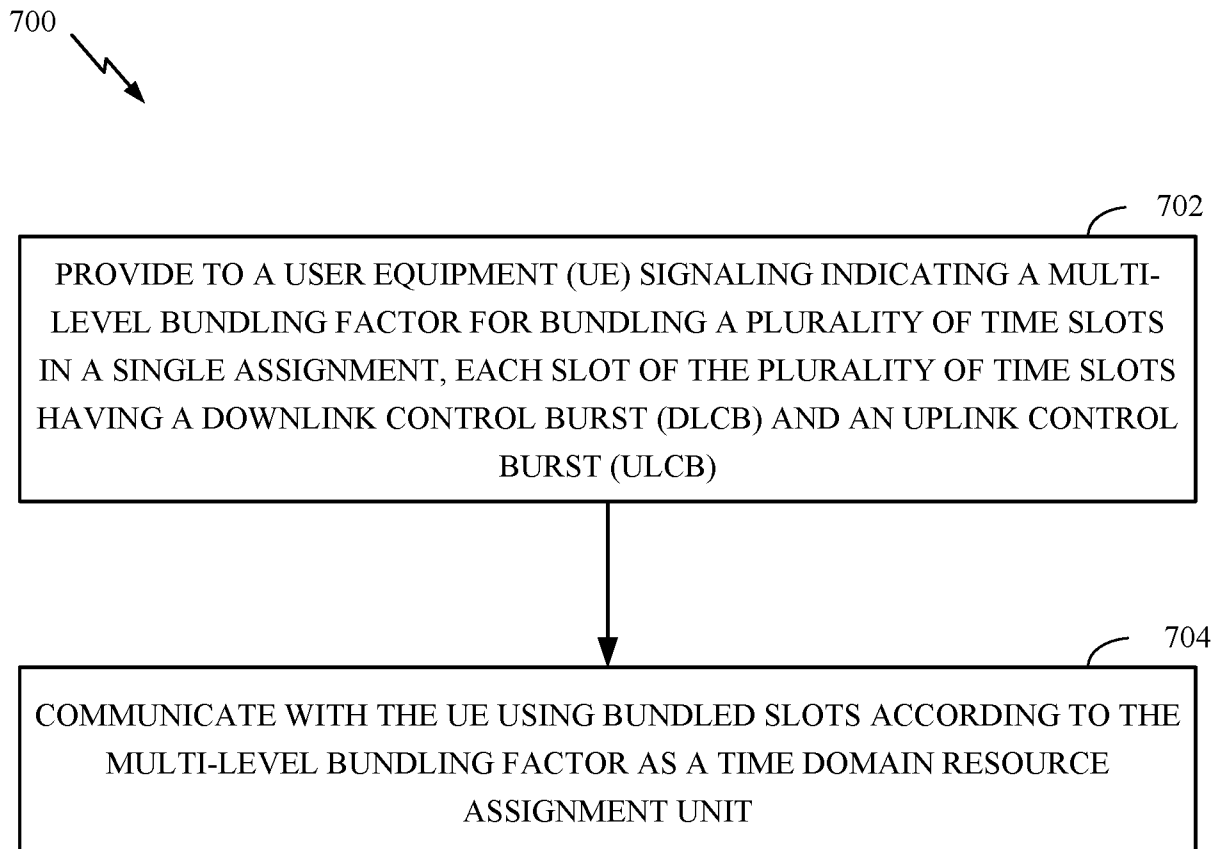 700
702
PROVIDE TO A USER EQUIPMENT (UE) SIGNALING INDICATING A MULTI-
LEVEL BUNDLING FACTOR FOR BUNDLING A PLURALITY OF TIME SLOTS
IN A SINGLE ASSIGNMENT, EACH SLOT OF THE PLURALITY OF TIME SLOTS
HAVING A DOWNLINK CONTROL BURST (DLCB) AND AN UPLINK CONTROL
BURST (ULCB)
704
COMMUNICATE WITH THE UE USING BUNDLED SLOTS ACCORDING TO THE
MULTI-LEVEL BUNDLING FACTOR AS A TIME DOMAIN RESOURCE
ASSIGNMENT UNIT